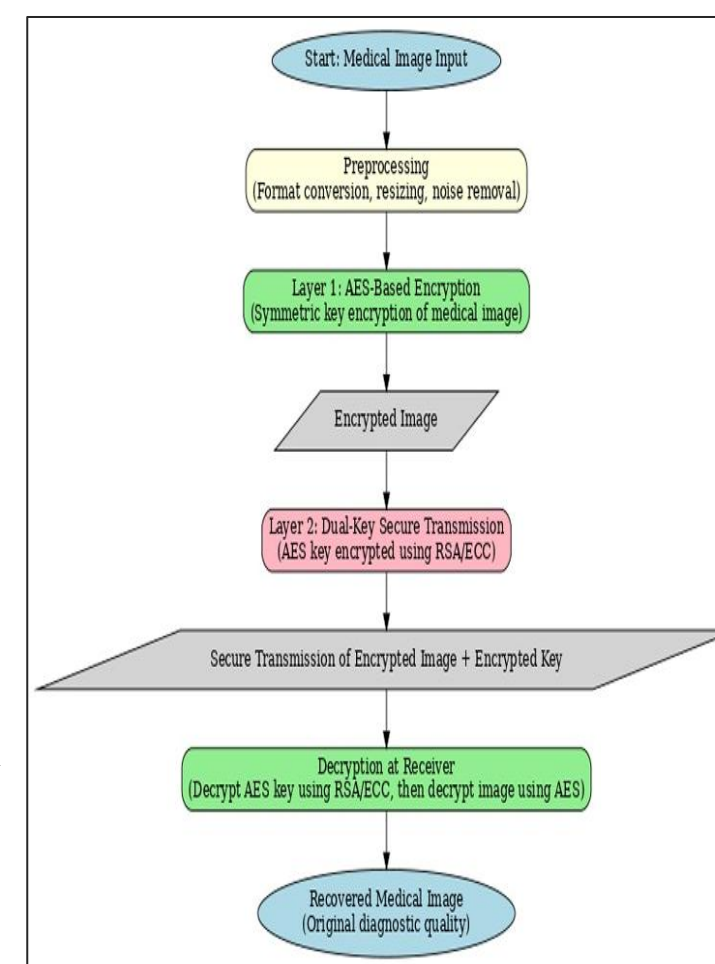 Start: Medical Image Input
Preprocessing
(Format conversion, resizing, noise removal)
Layer 1: AES-Based Encryption
(Symmetric key encryption of medical image)
Encrypted Image
Layer 2: Dual-Key Secure Transmission
(AES key encrypted using RSA/ECC)
Secure Transmission of Encrypted Image + Encrypted Key
Decryption at Receiver
(Decrypt AES key using RSA/ECC, then decrypt image using AES)
Recovered Medical Image
(Original diagnostic quality)